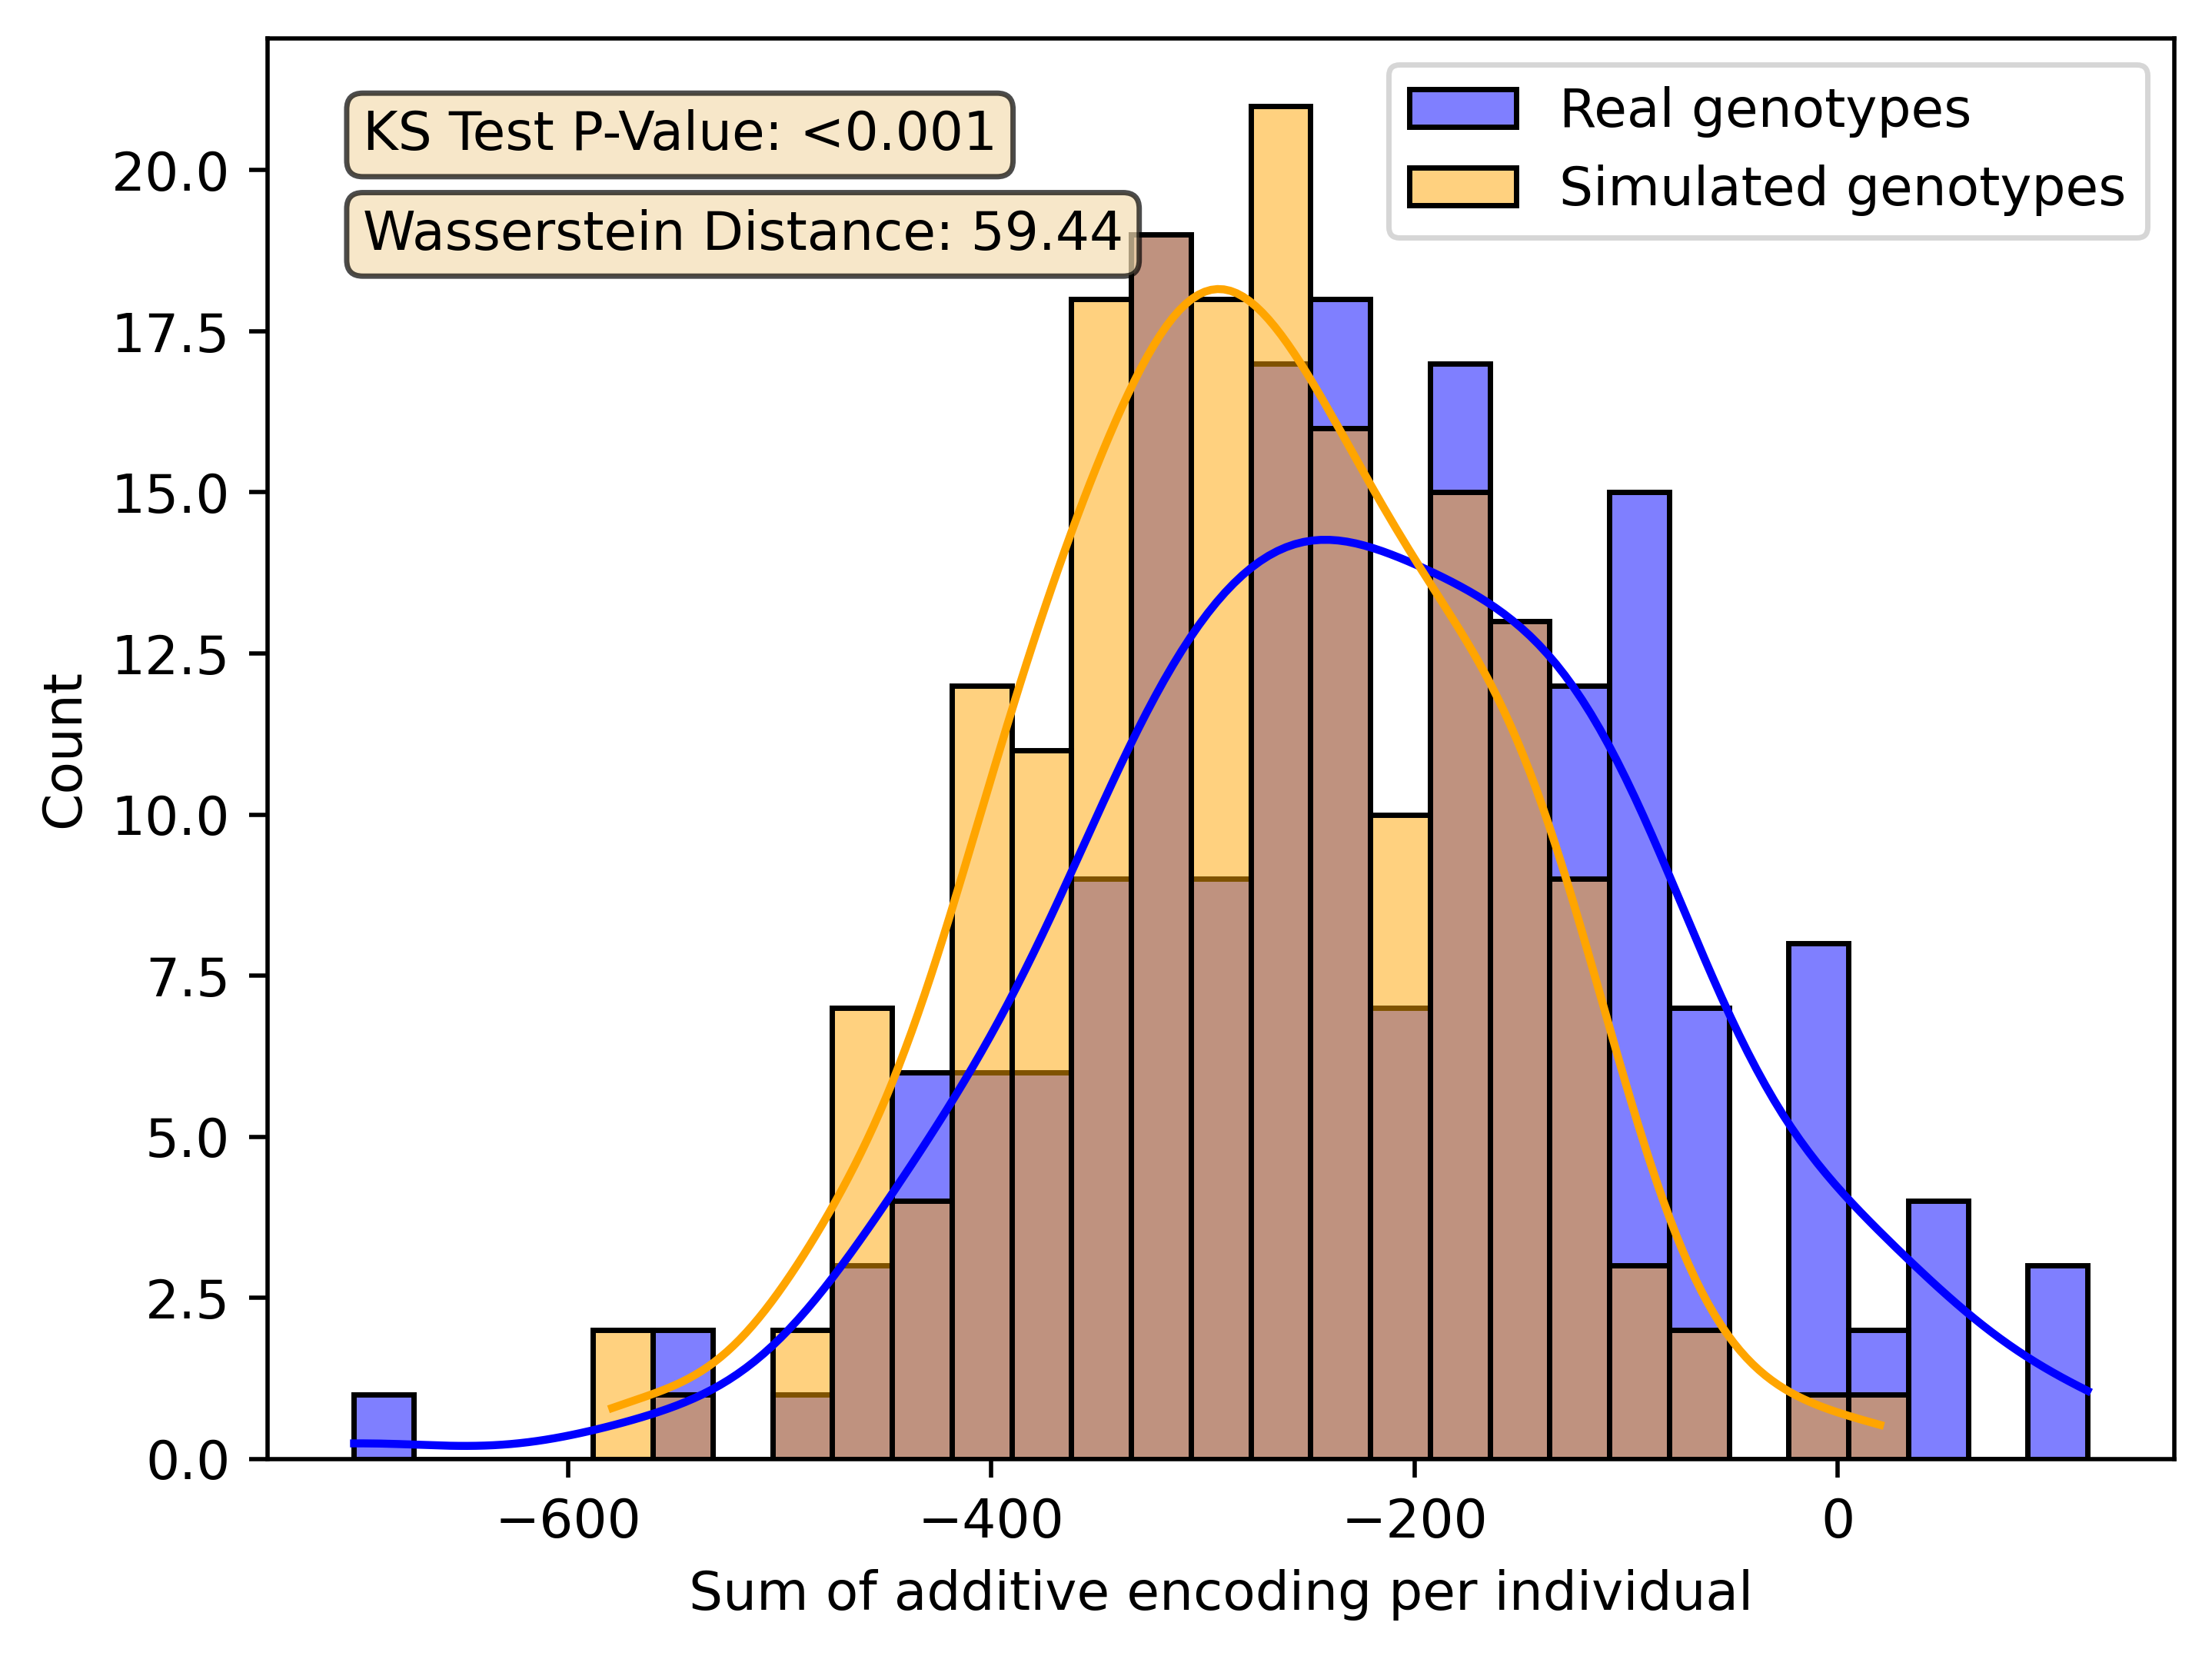 KS Test P-Value: <0.001
Wasserstein Distance: 59.44
Real genotypes
Simulated genotypes
20.0
17.5
15.0
12.5
10.0
7.5
5.0
2.5
0.0
Count
−600
−400
−200
0
Sum of additive encoding per individual